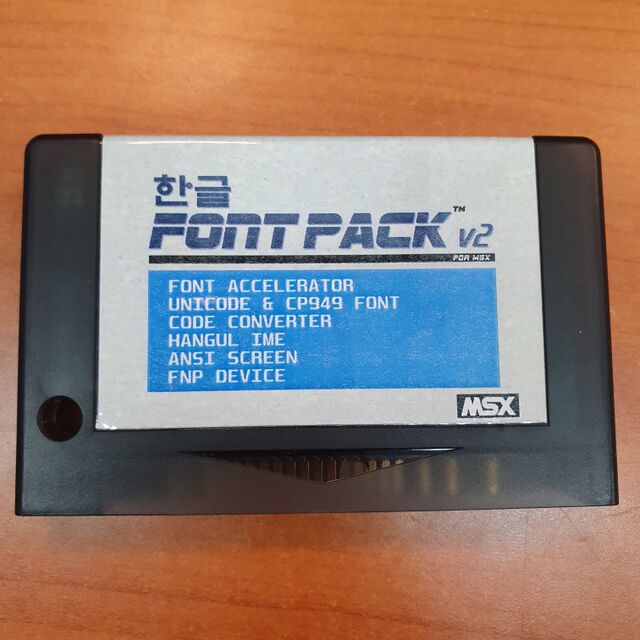 한글
FONT PACK™ v2
FOR MSX
FONT ACCELERATOR
UNICODE & CP949 FONT
CODE CONVERTER
HANGUL IME
ANSI SCREEN
FNP DEVICE
MSX